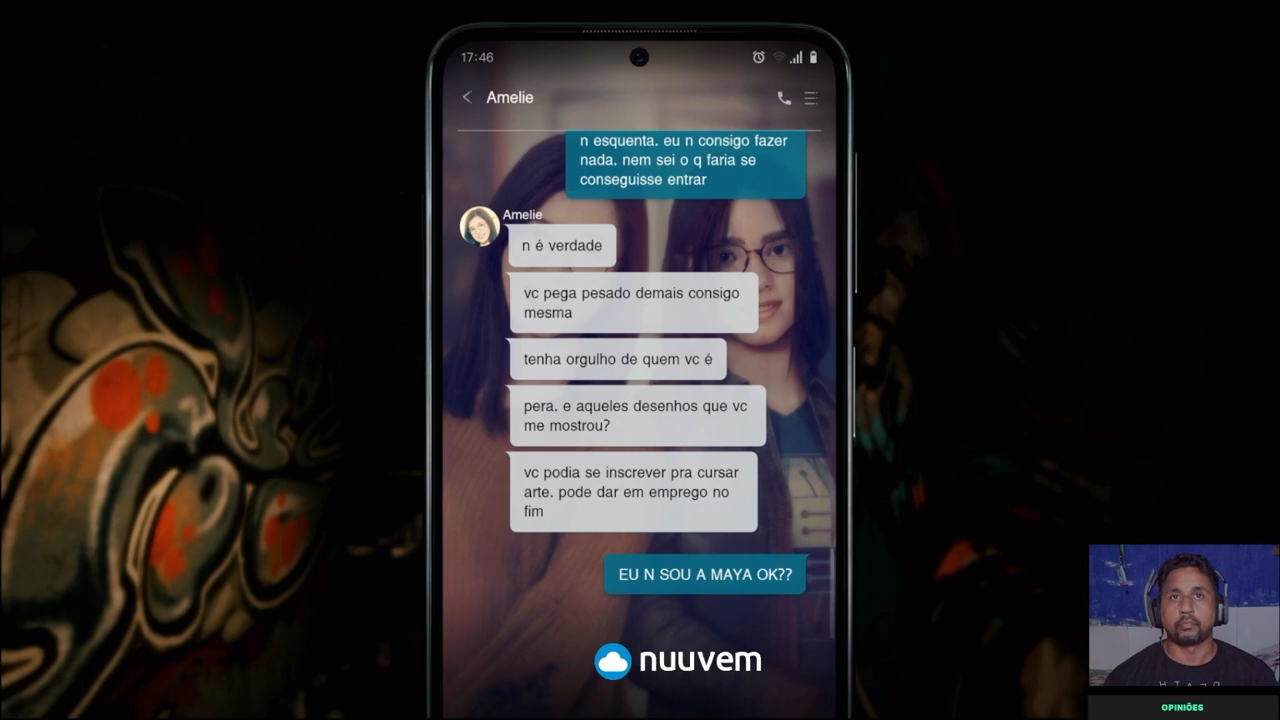 17:46
Amelie
n esquenta. eu n consigo fazer
nada. nem sei o q faria se
conseguisse entrar
Amelie
n é verdade
vc pega pesado demais consigo
mesma
tenha orgulho de quem vc é
pera. e aqueles desenhos que vc
me mostrou?
vc podia se inscrever pra cursar
arte. pode dar em emprego no
fim
EU N SOU A MAYA OK??
nuuvem
OPINIÕES